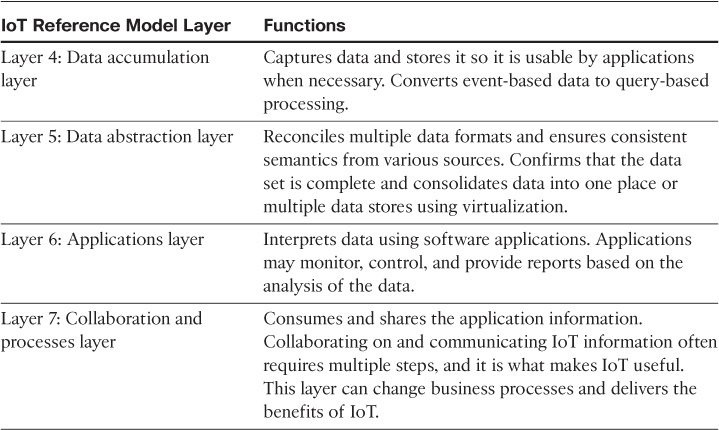 IoT Reference Model Layer Functions
Layer 4: Data accumulation layer
Captures data and stores it so it is usable by applications
when necessary. Converts event-based data to query-based
processing.
Layer 5: Data abstraction layer
Reconciles multiple data formats and ensures consistent
semantics from various sources. Confirms that the data
set is complete and consolidates data into one place or
multiple data stores using virtualization.
Layer 6: Applications layer
Interprets data using software applications. Applications
may monitor, control, and provide reports based on the
analysis of the data.
Layer 7: Collaboration and
processes layer
Consumes and shares the application information.
Collaborating on and communicating IoT information often
requires multiple steps, and it is what makes IoT useful.
This layer can change business processes and delivers the
benefits of IoT.